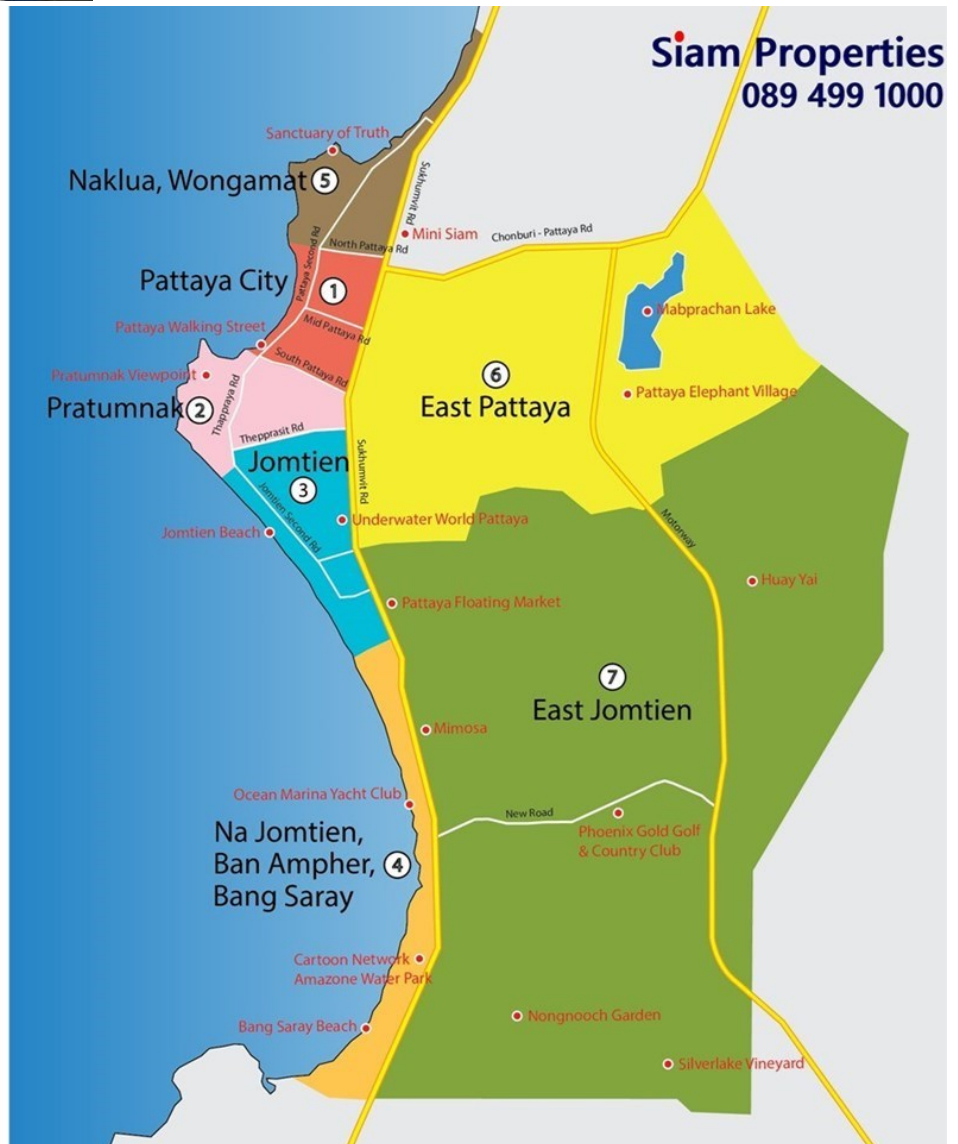 Siam Properties
089 499 1000
Sanctuary of Truth
Naklua, Wongamat
5
Sukhumvit Rd
Mini Siam
Chonburi - Pattaya Rd
North Pattaya Rd
Pattaya Second Rd
Pattaya City
1
Mabprachan Lake
Mid Pattaya Rd
Pattaya Walking Street
South Pattaya Rd
Pratumnak Viewpoint
6
East Pattaya
Pattaya Elephant Village
Pratumnak
2
Thappraya Rd
Thepprasit Rd
Jomtien
3
Sukhumvit Rd
Jomtien Second Rd
Underwater World Pattaya
Jomtien Beach
Motorway
Huay Yai
Pattaya Floating Market
7
East Jomtien
Mimosa
Ocean Marina Yacht Club
New Road
Phoenix Gold Golf
& Country Club
Na Jomtien,
Ban Ampher,
Bang Saray
4
Cartoon Network
Amazone Water Park
Bang Saray Beach
Nongnooch Garden
Silverlake Vineyard